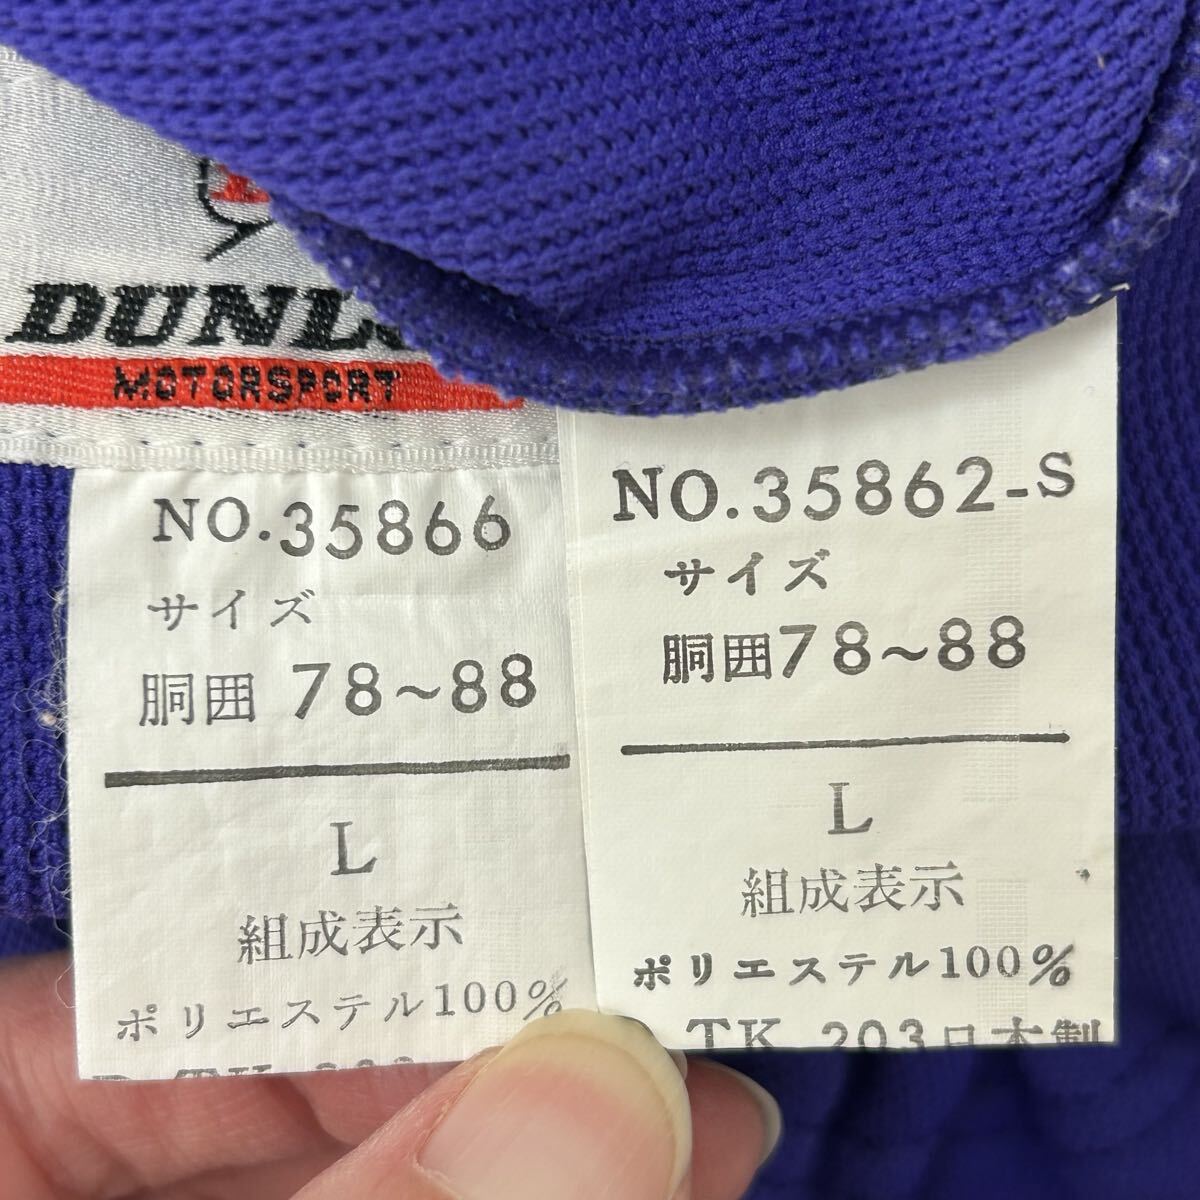 DUNL
MOTORSPORT
NO.35866
サイズ
胴囲 78~88
L
組成表示
ポリエステル100%
NO.35862-S
サイズ
胴囲78~88
L
組成表示
ポリエステル100%
TK 203日本製